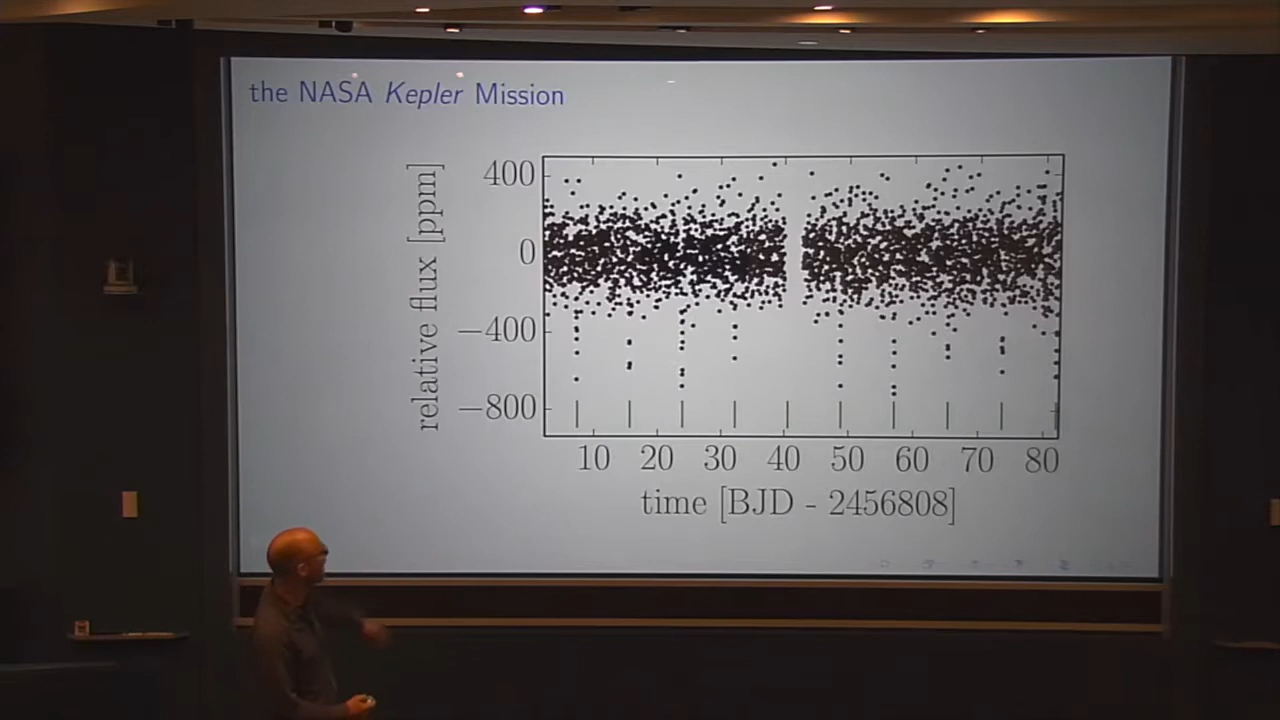 the NASA Kepler Mission
relative flux [ppm]
400
0
−400
−800
10 20 30 40 50 60 70 80
time [BJD - 2456808]